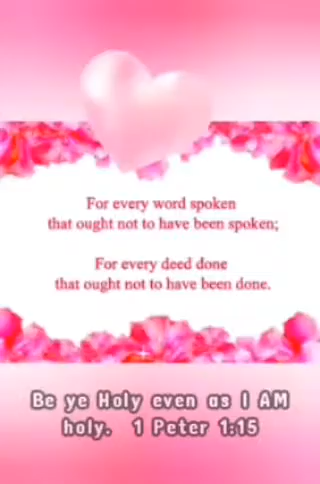 For every word spoken
that ought not to have been spoken;
For every deed done
that ought not to have been done.
Be ye Holy even as I AM
holy. 1 Peter 1:15